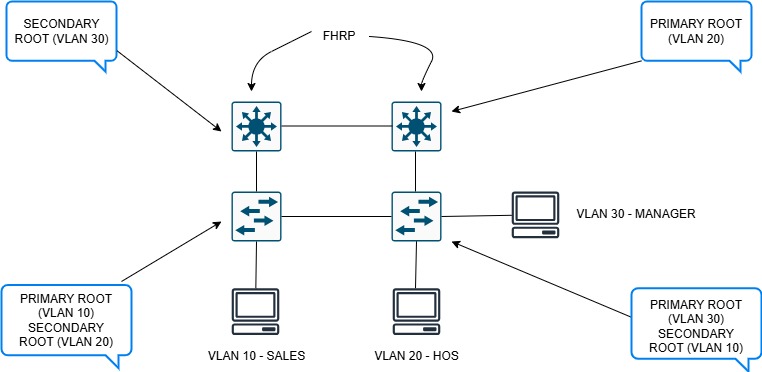 SECONDARY
ROOT (VLAN 30)
FHRP
PRIMARY ROOT
(VLAN 20)
VLAN 30 - MANAGER
PRIMARY ROOT
(VLAN 10)
SECONDARY
ROOT (VLAN 20)
VLAN 10 - SALES
VLAN 20 - HOS
PRIMARY ROOT
(VLAN 30)
SECONDARY
ROOT (VLAN 10)